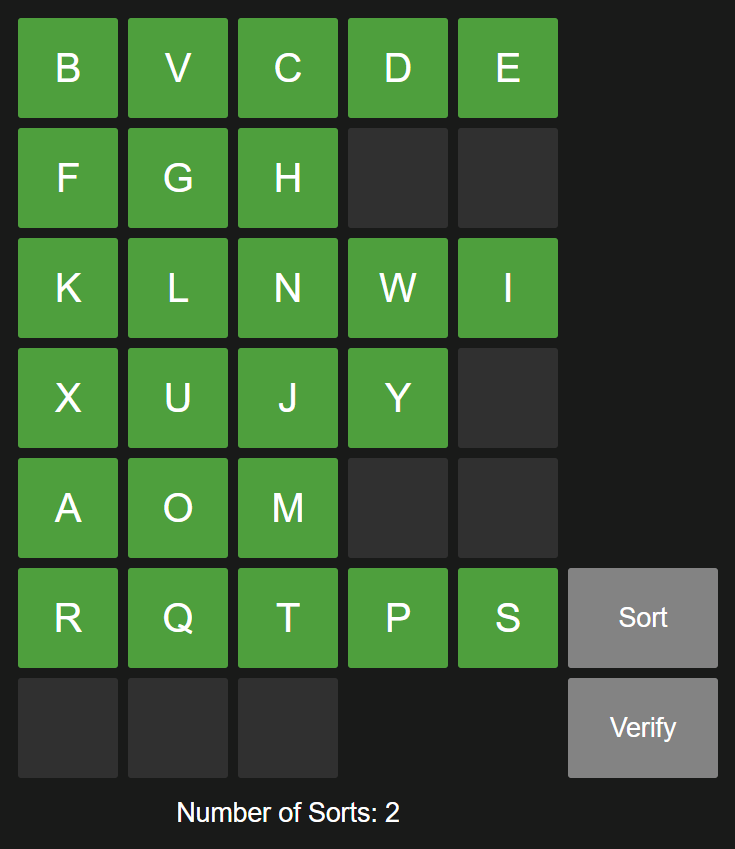 B V C D E
F G H
K L N W I
X U J Y
A O M
R Q T P S Sort
Verify
Number of Sorts: 2